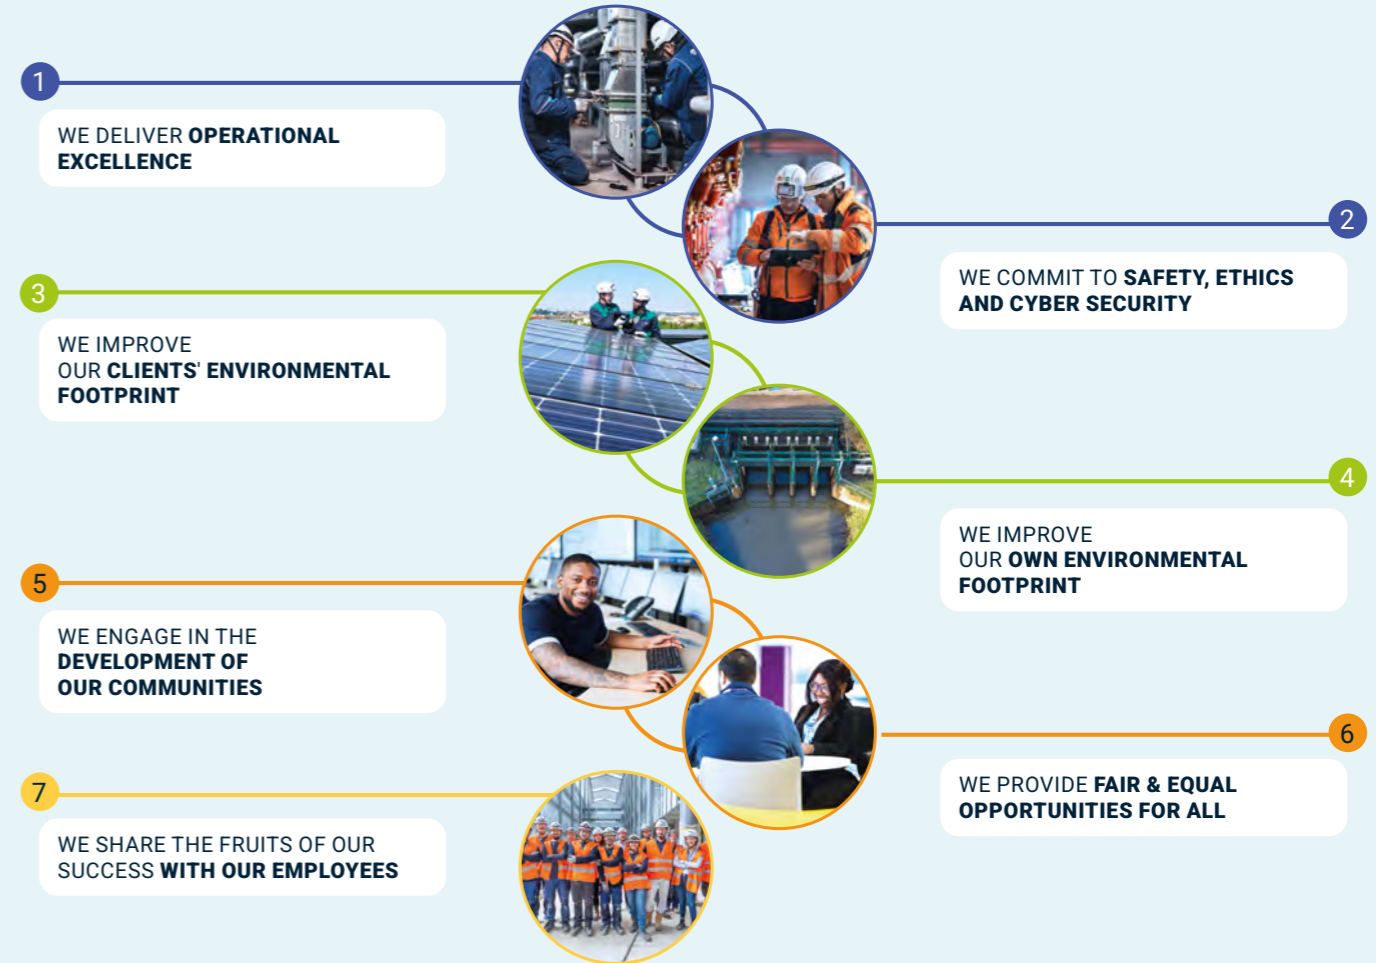 1
WE DELIVER OPERATIONAL
EXCELLENCE
2
WE COMMIT TO SAFETY, ETHICS
AND CYBER SECURITY
3
WE IMPROVE
OUR CLIENTS' ENVIRONMENTAL
FOOTPRINT
4
WE IMPROVE
OUR OWN ENVIRONMENTAL
FOOTPRINT
5
WE ENGAGE IN THE
DEVELOPMENT OF
OUR COMMUNITIES
6
WE PROVIDE FAIR & EQUAL
OPPORTUNITIES FOR ALL
7
WE SHARE THE FRUITS OF OUR
SUCCESS WITH OUR EMPLOYEES